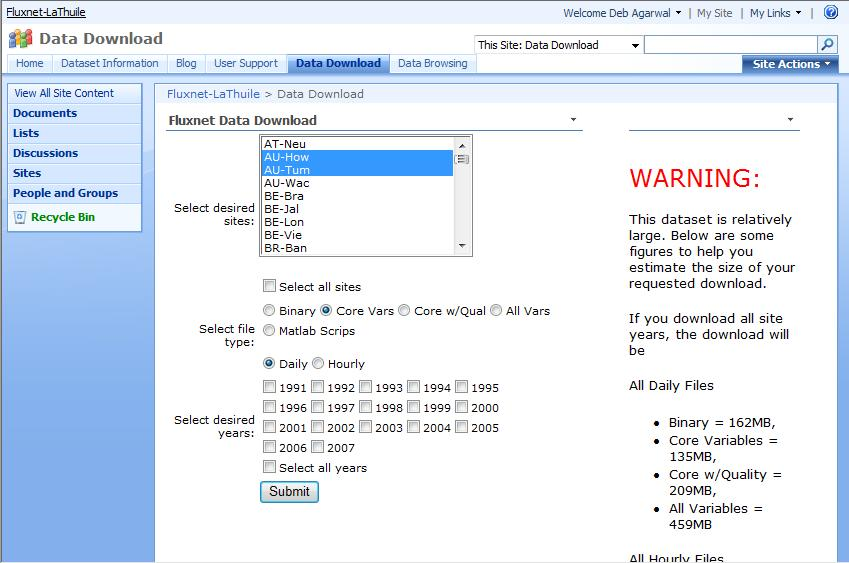 Fluxnet-LaThuile
Welcome Deb Agarwal | My Site | My Links
Data Download
This Site: Data Download
Home Dataset Information Blog User Support Data Download Data Browsing
Site Actions
View All Site Content
Documents
Lists
Discussions
Sites
People and Groups
Recycle Bin
Fluxnet-LaThuile > Data Download
Fluxnet Data Download
Select desired
sites:
AT-Neu
AU-How
AU-Tum
AU-Wac
BE-Bra
BE-Jal
BE-Lon
BE-Vie
BR-Ban
Select all sites
Select file
type:
Binary Core Vars Core w/Qual All Vars
Matlab Scrips
Daily Hourly
Select desired
years:
1991 1992 1993 1994 1995
1996 1997 1998 1999 2000
2001 2002 2003 2004 2005
2006 2007
Select all years
Submit
WARNING:
This dataset is relatively
large. Below are some
figures to help you
estimate the size of your
requested download.
If you download all site
years, the download will
be
All Daily Files
• Binary = 162MB,
• Core Variables =
135MB,
• Core w/Quality =
209MB,
• All Variables =
459MB
All Hourly Files